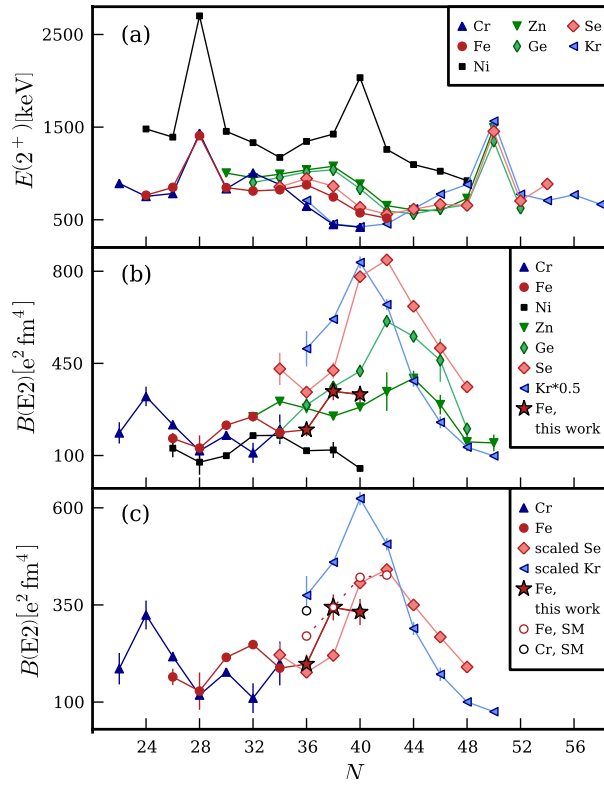 (a)
Cr
Zn
Se
Fe
Ge
Kr
Ni
2500
1500
500
E(2⁺)[keV]
(b)
Cr
Fe
Ni
Zn
Ge
Se
Kr*0.5
Fe,
this work
800
450
100
B(E2)[e² fm⁴]
(c)
Cr
Fe
scaled Se
scaled Kr
Fe,
this work
Fe, SM
Cr, SM
600
350
100
B(E2)[e² fm⁴]
24 28 32 36 40 44 48 52 56
N